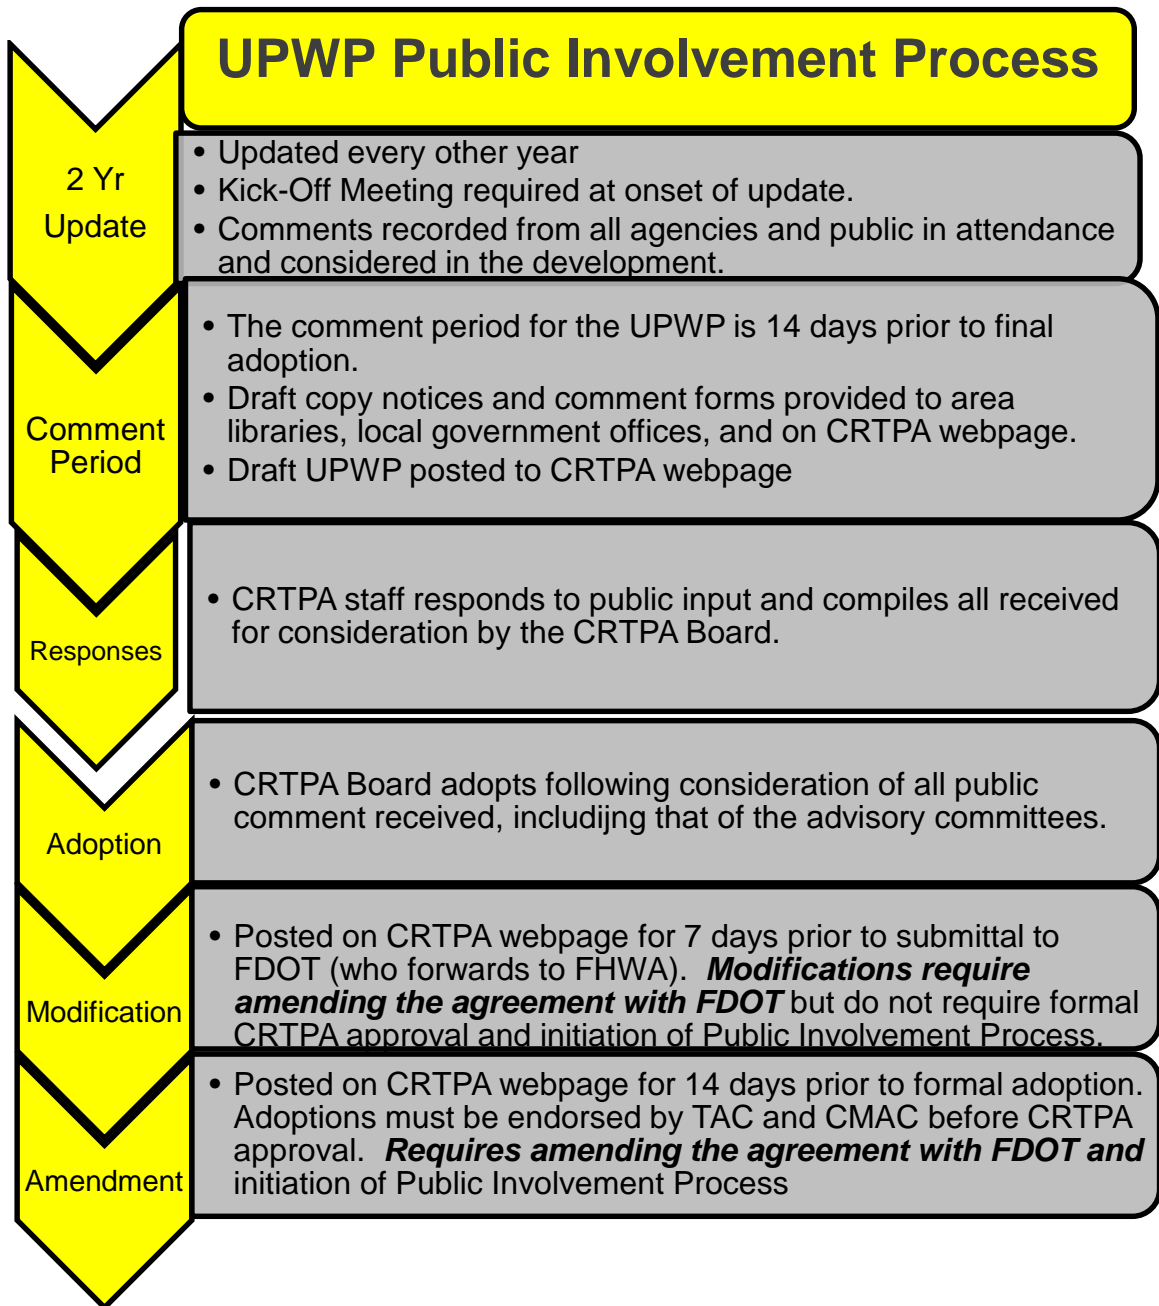 UPWP Public Involvement Process
2 Yr
Update
• Updated every other year
• Kick-Off Meeting required at onset of update.
• Comments recorded from all agencies and public in attendance
and considered in the development.
Comment
Period
• The comment period for the UPWP is 14 days prior to final
adoption.
• Draft copy notices and comment forms provided to area
libraries, local government offices, and on CRTPA webpage.
• Draft UPWP posted to CRTPA webpage
Responses
• CRTPA staff responds to public input and compiles all received
for consideration by the CRTPA Board.
Adoption
• CRTPA Board adopts following consideration of all public
comment received, includijng that of the advisory committees.
Modification
• Posted on CRTPA webpage for 7 days prior to submittal to
FDOT (who forwards to FHWA). Modifications require
amending the agreement with FDOT but do not require formal
CRTPA approval and initiation of Public Involvement Process.
Amendment
• Posted on CRTPA webpage for 14 days prior to formal adoption.
Adoptions must be endorsed by TAC and CMAC before CRTPA
approval. Requires amending the agreement with FDOT and
initiation of Public Involvement Process